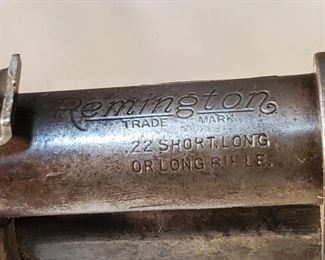 Remington
TRADE MARK
22 SHORT, LONG
OR LONG RIFLE.